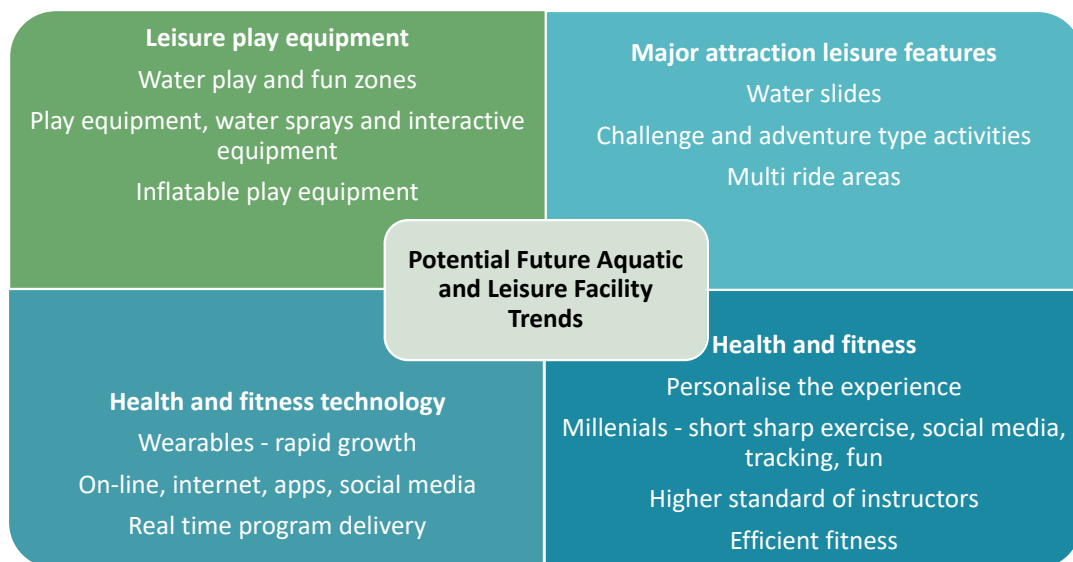 Leisure play equipment
Water play and fun zones
Play equipment, water sprays and interactive
equipment
Inflatable play equipment
Major attraction leisure features
Water slides
Challenge and adventure type activities
Multi ride areas
Potential Future Aquatic
and Leisure Facility
Trends
Health and fitness technology
Wearables - rapid growth
On-line, internet, apps, social media
Real time program delivery
Health and fitness
Personalise the experience
Millenials - short sharp exercise, social media,
tracking, fun
Higher standard of instructors
Efficient fitness